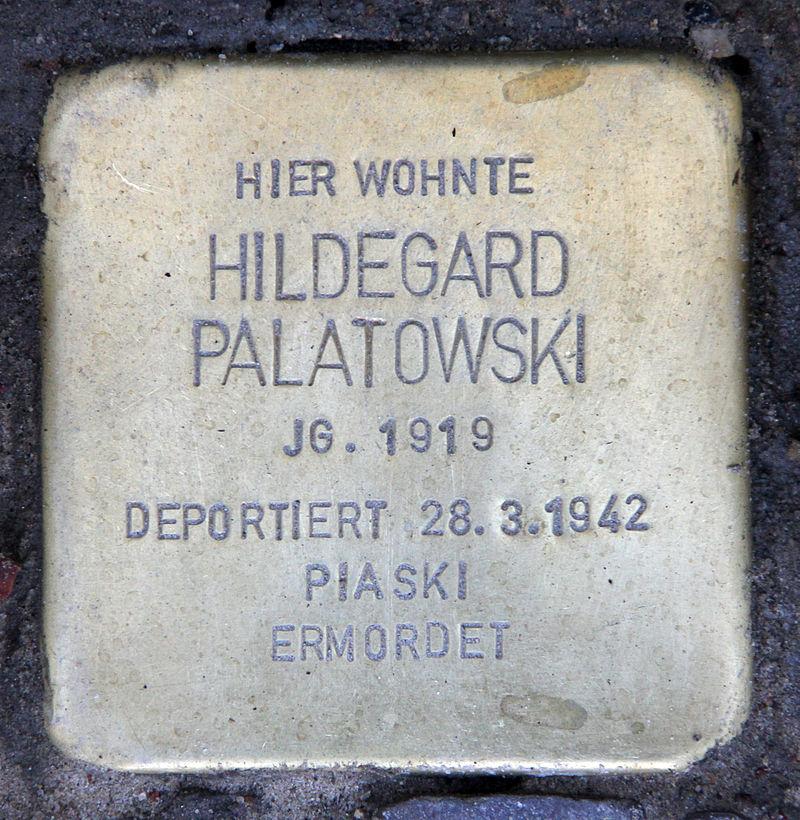 HIER WOHNTE
HILDEGARD
PALATOWSKI
JG. 1919
DEPORTIERT 28.3.1942
PIASKI
ERMORDET